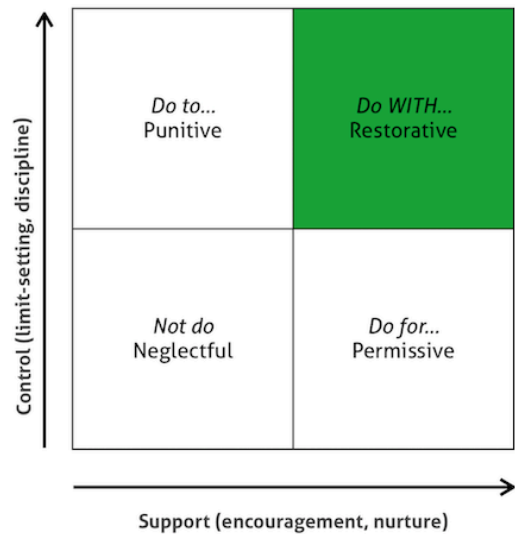 Control (limit-setting, discipline)
Do to...
Punitive
Do WITH...
Restorative
Not do
Neglectful
Do for...
Permissive
Support (encouragement, nurture)